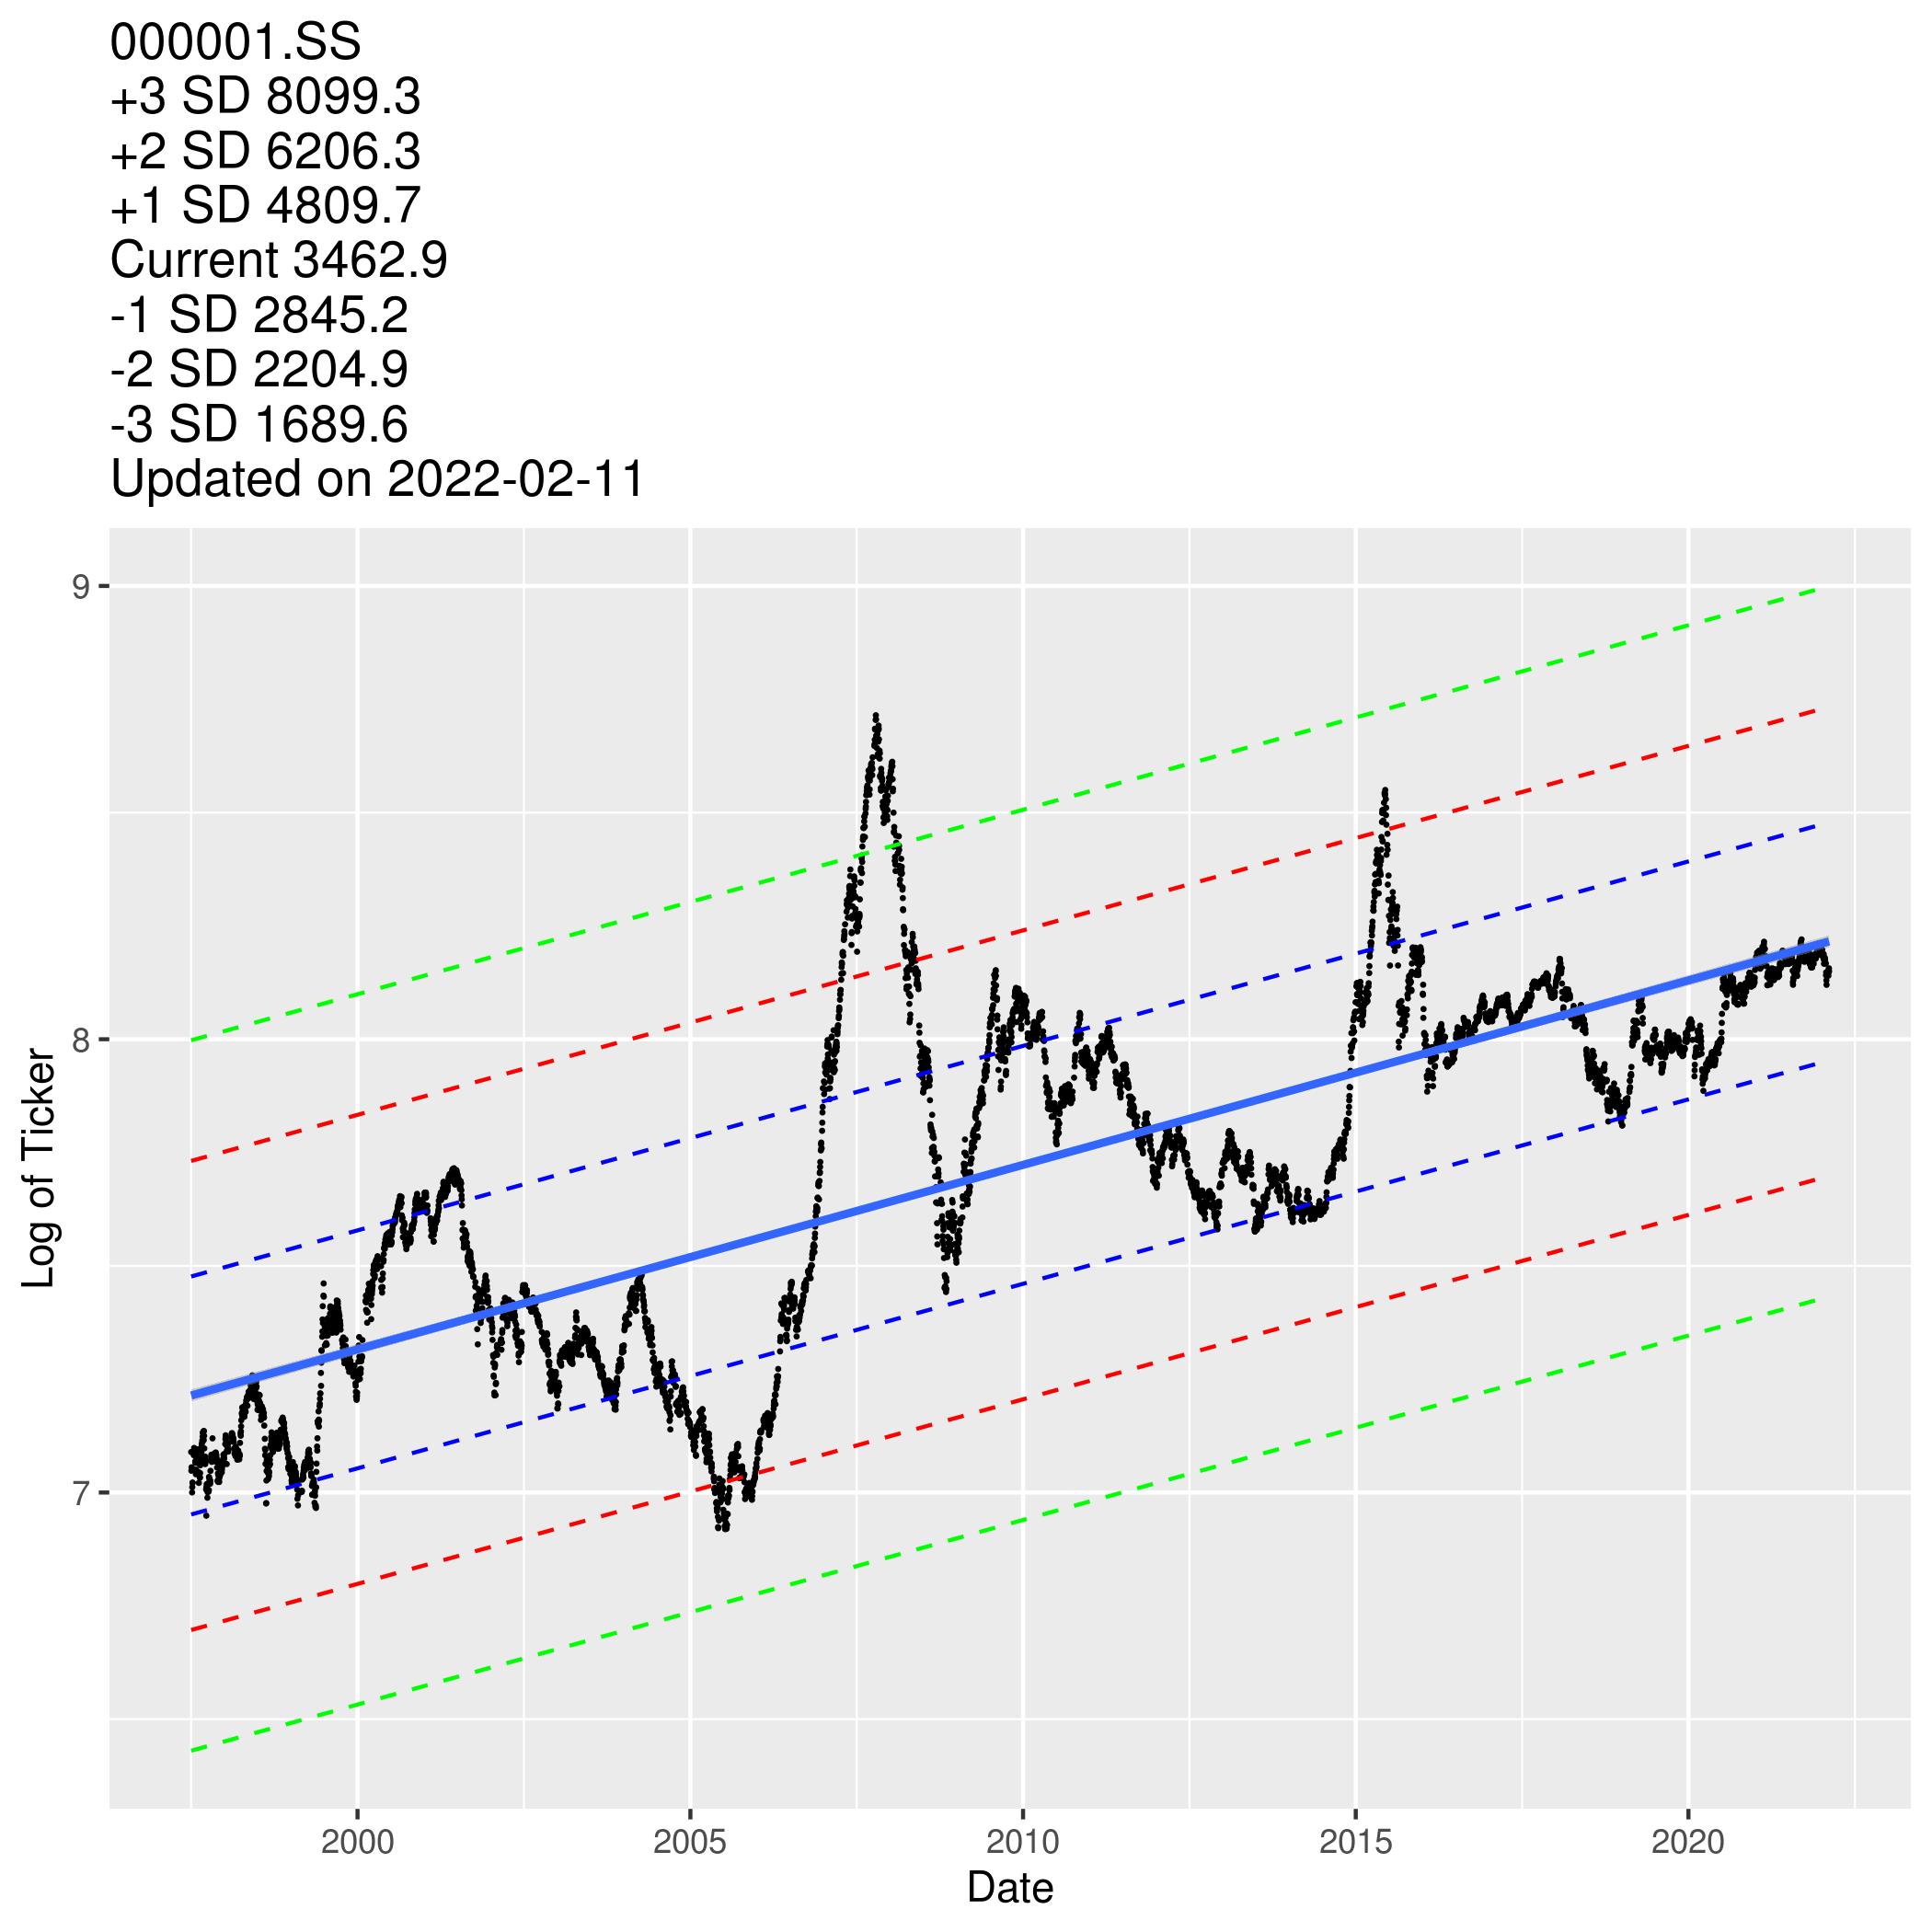 000001.SS
+3 SD 8099.3
+2 SD 6206.3
+1 SD 4809.7
Current 3462.9
-1 SD 2845.2
-2 SD 2204.9
-3 SD 1689.6
Updated on 2022-02-11
9
8
7
Log of Ticker
2000 2005 2010 2015 2020
Date